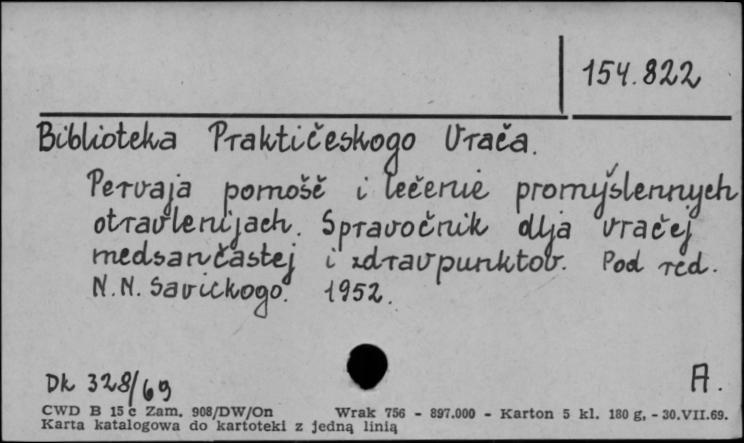 154.822
Biblioteka Praktičeskogo Vrača.
Pervaja pomošč i lečenie promyšlennych
otravlenijach. Spravočnik dlja vračej
medsančastej i zdravpunktov. Pod red.
N.N. Savickogo. 1952.
Dk 328/69
A.
CWD B 15 c Zam. 908/DW/On Wrak 756 - 897.000 - Karton 5 kl. 180 g, - 30.VII.69.
Karta katalogowa do kartoteki z jedną linią